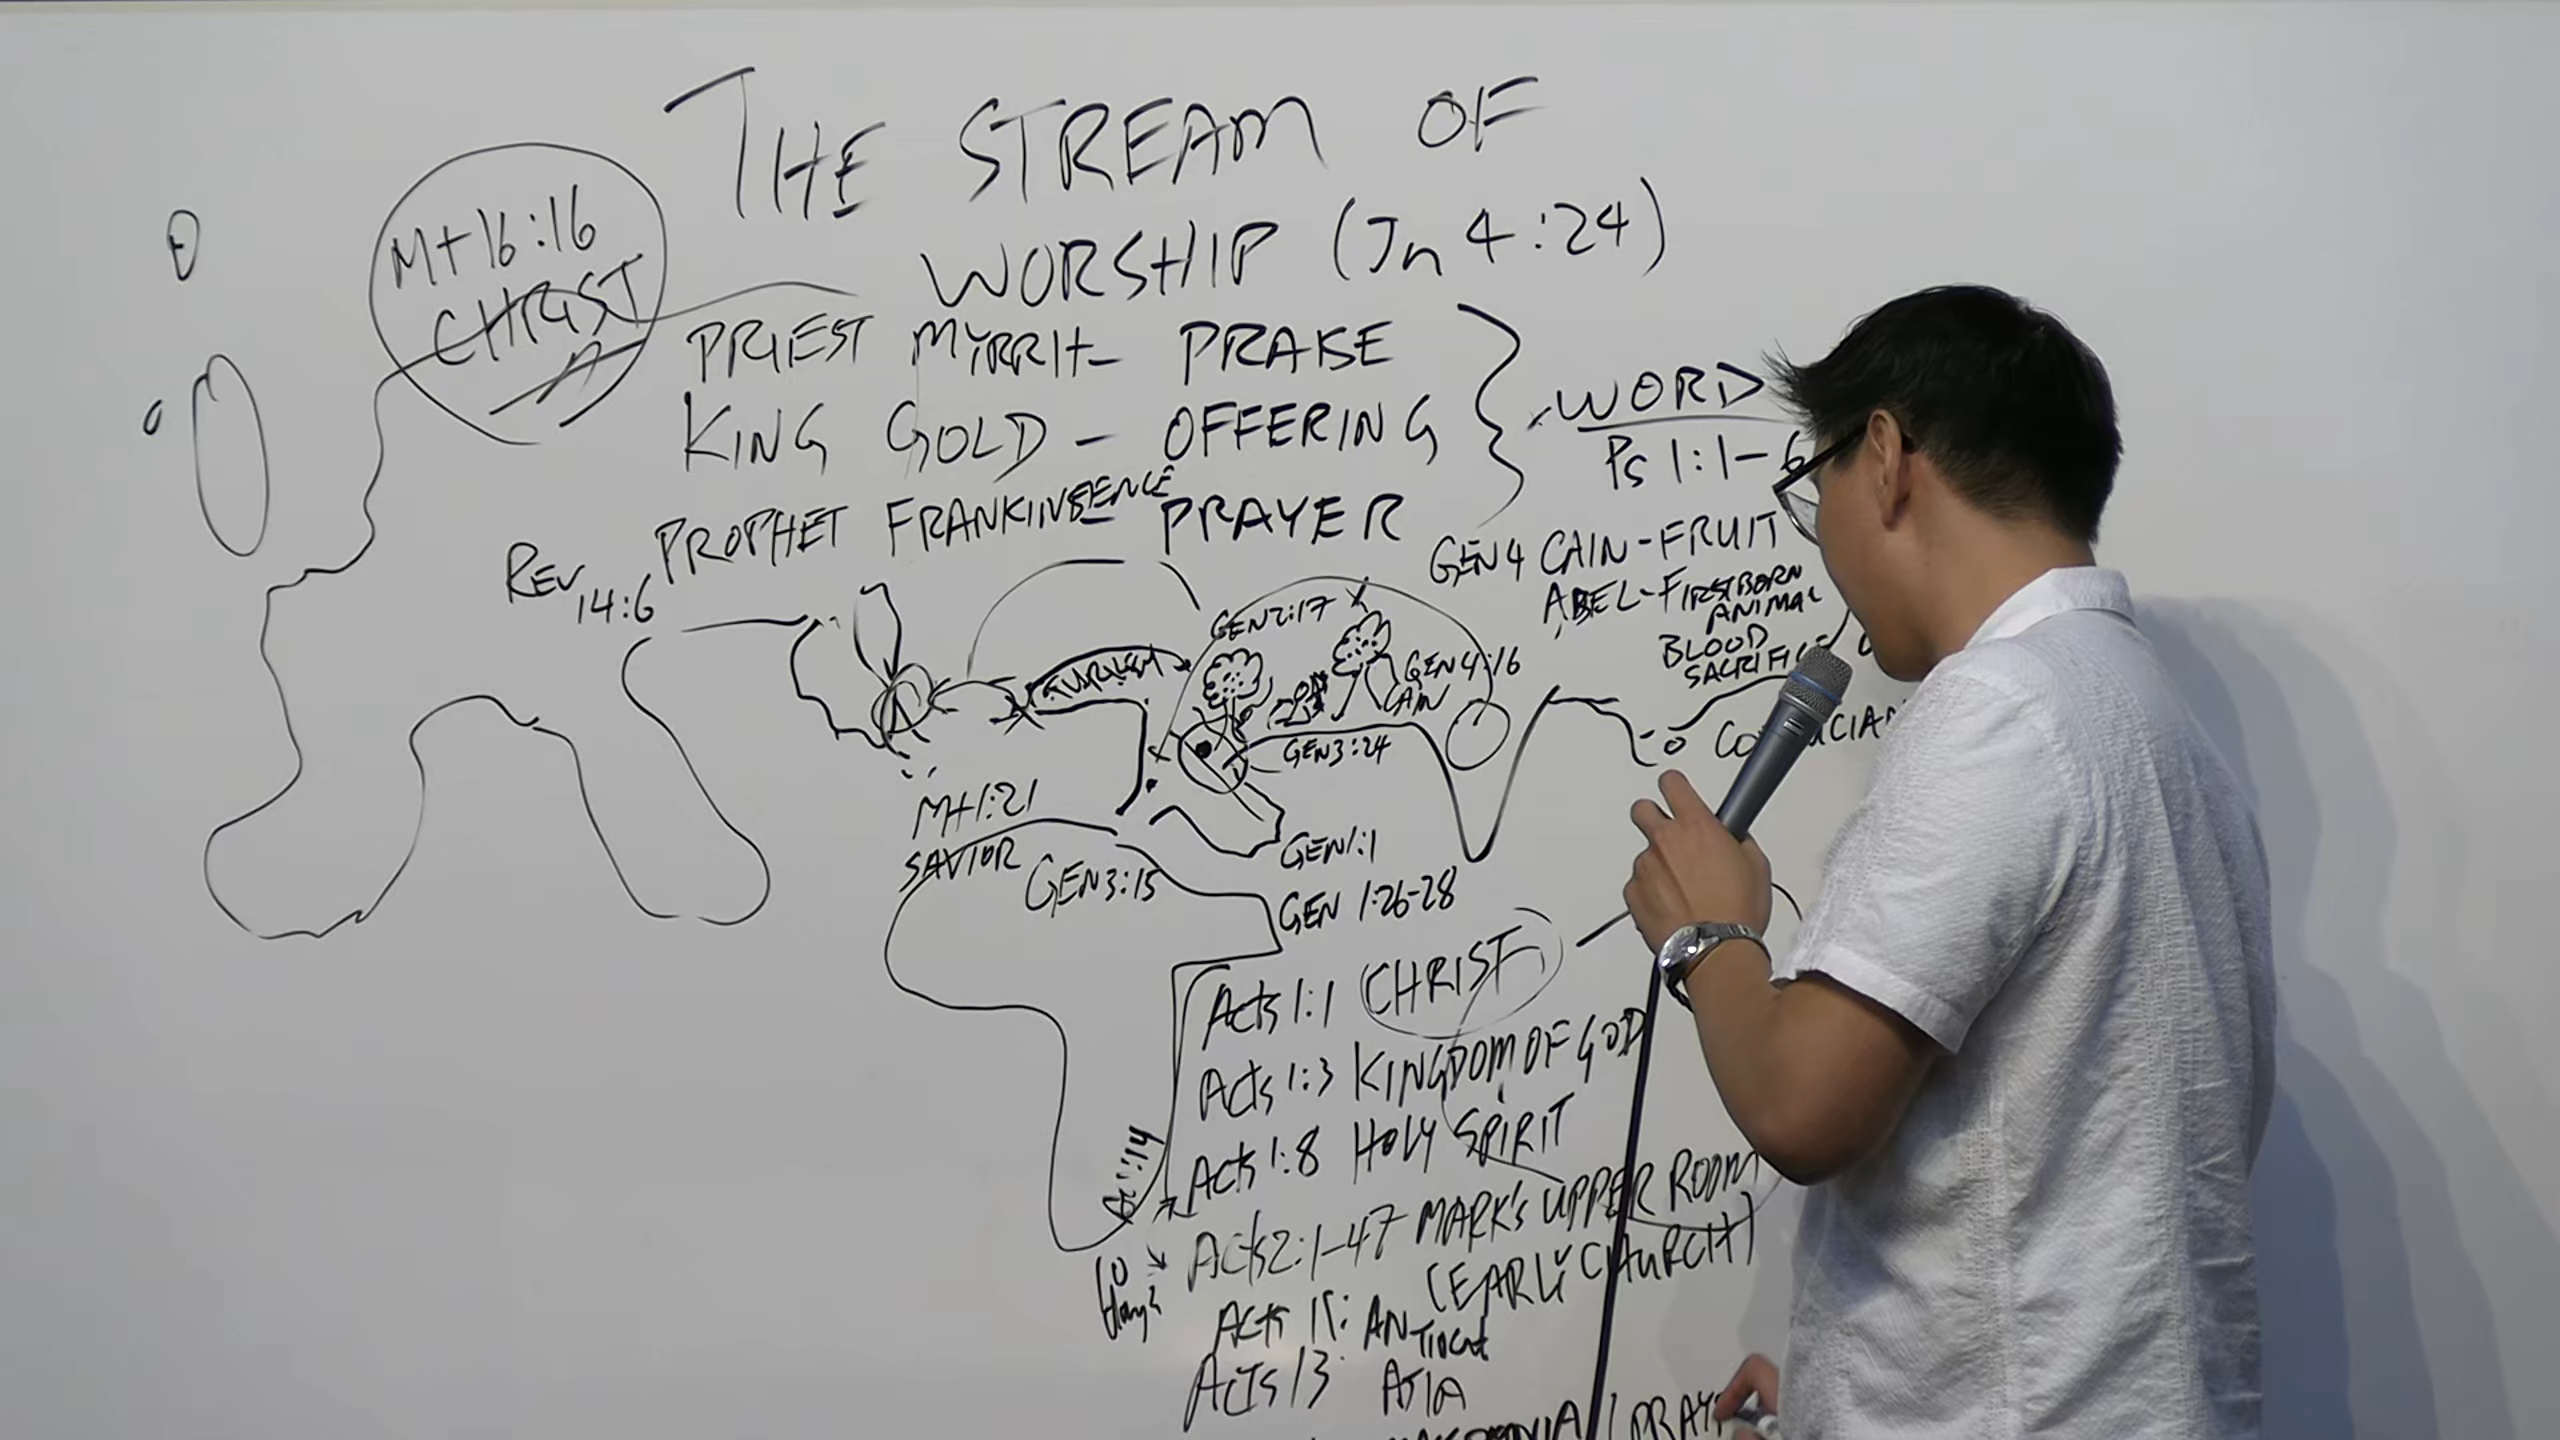 THE STREAM OF
WORSHIP (Jn 4:24)
Mt 16:16
CHRIST
PRIEST MYRRH - PRAISE
KING GOLD - OFFERING
PROPHET FRANKINSENCE - PRAYER
WORD
Ps 1:1-6
REV 14:6
GEN 4 CAIN - FRUIT
ABEL - FIRSTBORN
ANIMAL
BLOOD
SACRIFI
GEN 2:17
GEN 4:16
CAIN
GEN 3:24
Mt 1:21
SAVIOR
GEN 3:15
GEN 1:1
GEN 1:26-28
Acts 1:1 CHRIST
Acts 1:3 KINGDOM OF GOD
Acts 1:8 HOLY SPIRIT
Acts 2:1-47 MARK'S UPPER ROOM
(EARLY CHURCH)
10
days
Acts 11: ANTIOCH
Acts 13 ASIA